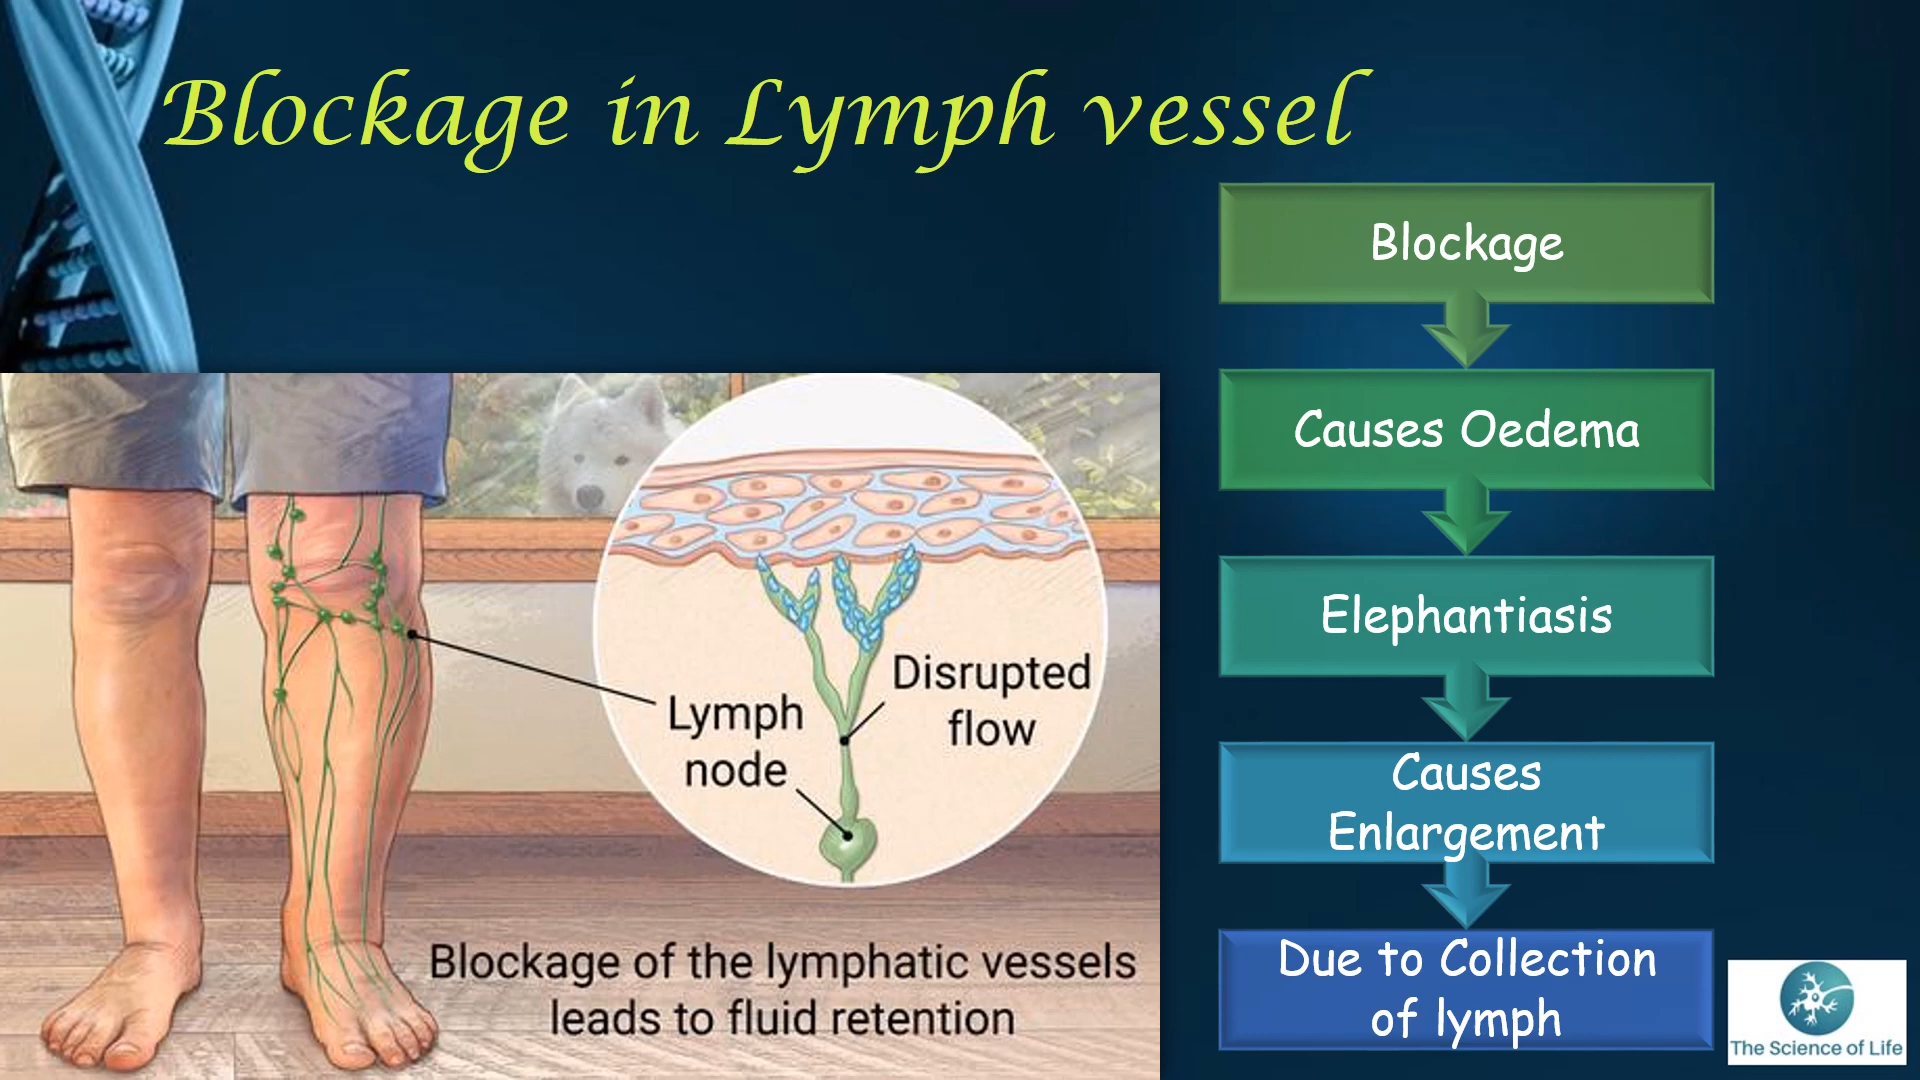 Blockage in Lymph vessel
Blockage
Causes Oedema
Elephantiasis
Causes
Enlargement
Due to Collection
of lymph
Lymph
node
Disrupted
flow
Blockage of the lymphatic vessels
leads to fluid retention
The Science of Life